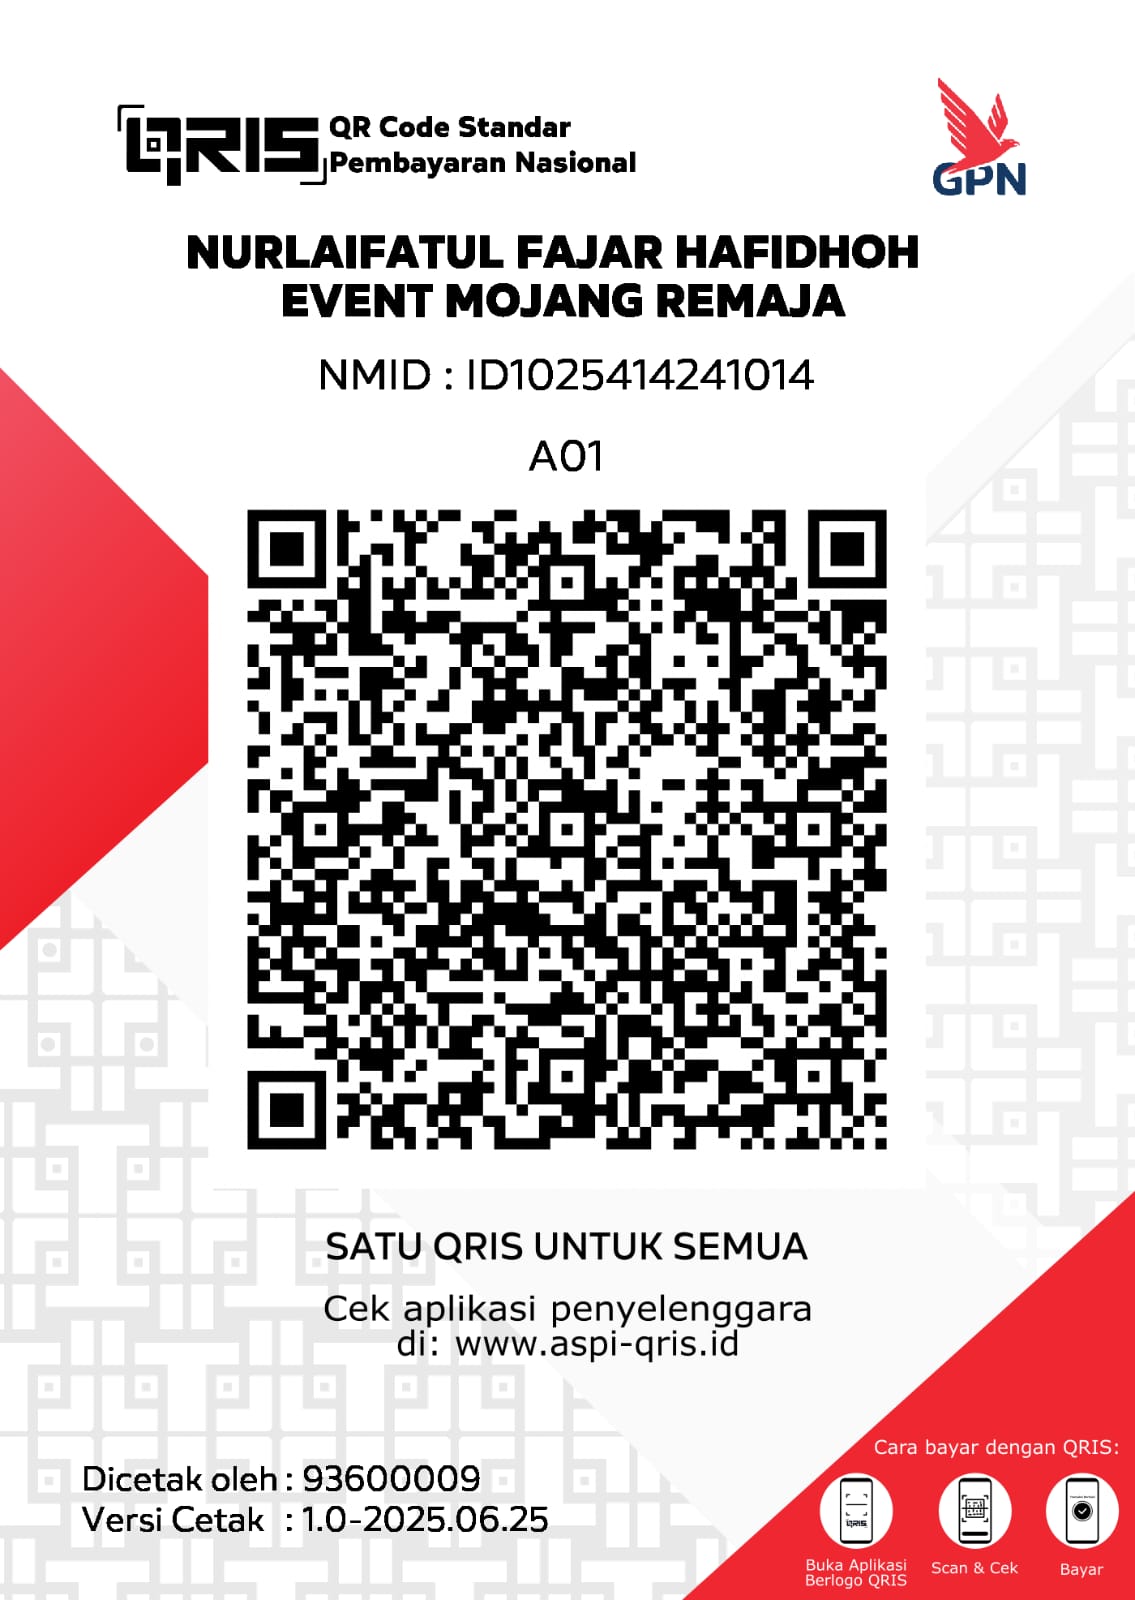 QRIS
QR Code Standar
Pembayaran Nasional
GPN
NURLAIFATUL FAJAR HAFIDHOH
EVENT MOJANG REMAJA
NMID : ID1025414241014
A01
SATU QRIS UNTUK SEMUA
Cek aplikasi penyelenggara
di: www.aspi-qris.id
Dicetak oleh : 93600009
Versi Cetak : 1.0-2025.06.25
Cara bayar dengan QRIS:
QRIS
Buka Aplikasi
Berlogo QRIS
Scan & Cek
Bayar